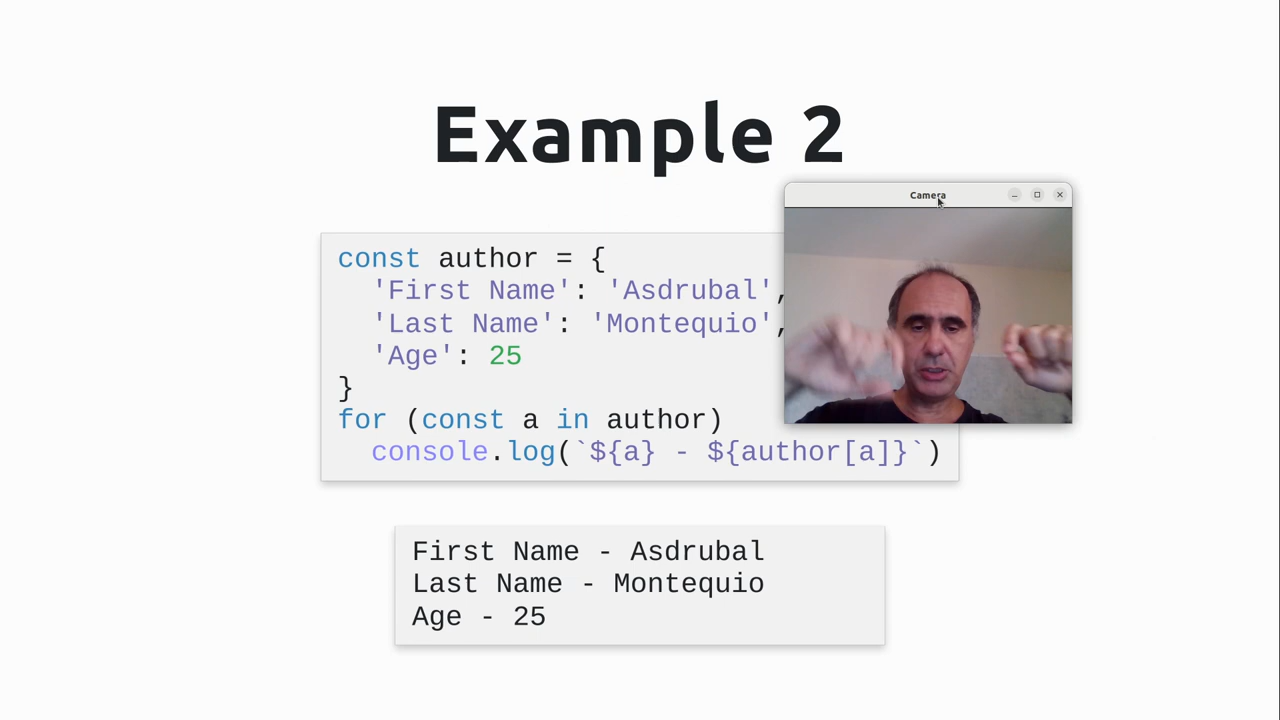 Example 2
Camera
const author = {
'First Name': 'Asdrubal',
'Last Name': 'Montequio',
'Age': 25
}
for (const a in author)
console.log(`${a} - ${author[a]}`)
First Name - Asdrubal
Last Name - Montequio
Age - 25